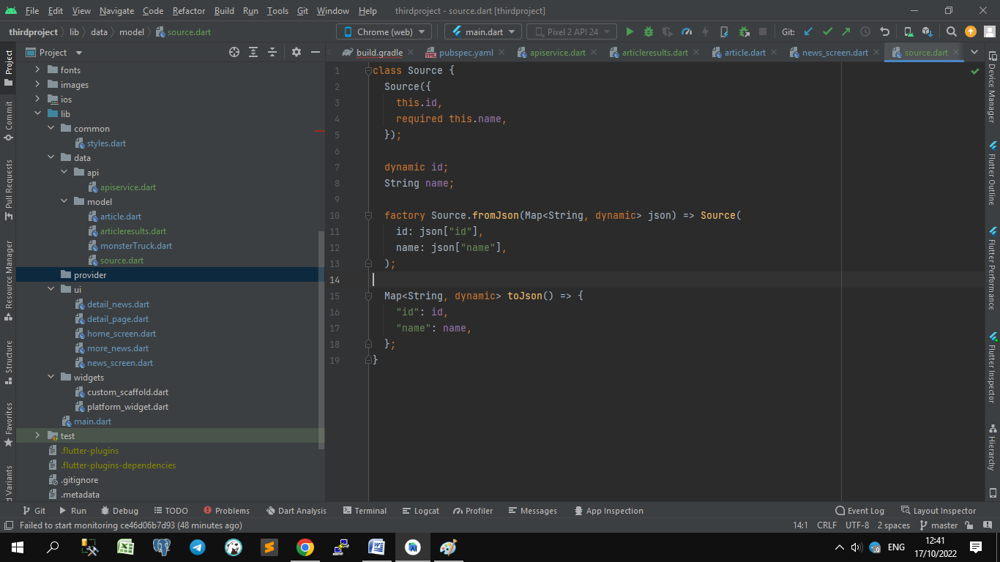 File Edit View Navigate Code Refactor Build Run Tools Git Window Help thirdproject - source.dart [thirdproject]
thirdproject lib data model source.dart Chrome (web) main.dart Pixel 2 API 24 Git:
Project build.gradle pubspec.yaml apiservice.dart articleresults.dart article.dart news_screen.dart source.dart
Project
Commit
Pull Requests
Resource Manager
Structure
Favorites
d Variants
fonts
images
ios
lib
common
styles.dart
data
api
apiservice.dart
model
article.dart
articleresults.dart
monsterTruck.dart
source.dart
provider
ui
detail_news.dart
detail_page.dart
home_screen.dart
more_news.dart
news_screen.dart
widgets
custom_scaffold.dart
platform_widget.dart
main.dart
test
.flutter-plugins
.flutter-plugins-dependencies
.gitignore
.metadata
1 class Source {
2 Source({
3 this.id,
4 required this.name,
5 });
6
7 dynamic id;
8 String name;
9
10 factory Source.fromJson(Map<String, dynamic> json) => Source(
11 id: json["id"],
12 name: json["name"],
13 );
14
15 Map<String, dynamic> toJson() => {
16 "id": id,
17 "name": name,
18 };
19 }
Device Manager
Flutter Outline
Flutter Performance
Flutter Inspector
Hierarchy
Git Run Debug TODO Problems Dart Analysis Terminal Logcat Profiler Messages App Inspection Event Log Layout Inspector
Failed to start monitoring ce46d06b7d93 (48 minutes ago) 14:1 CRLF UTF-8 2 spaces master
ENG 12:41
17/10/2022